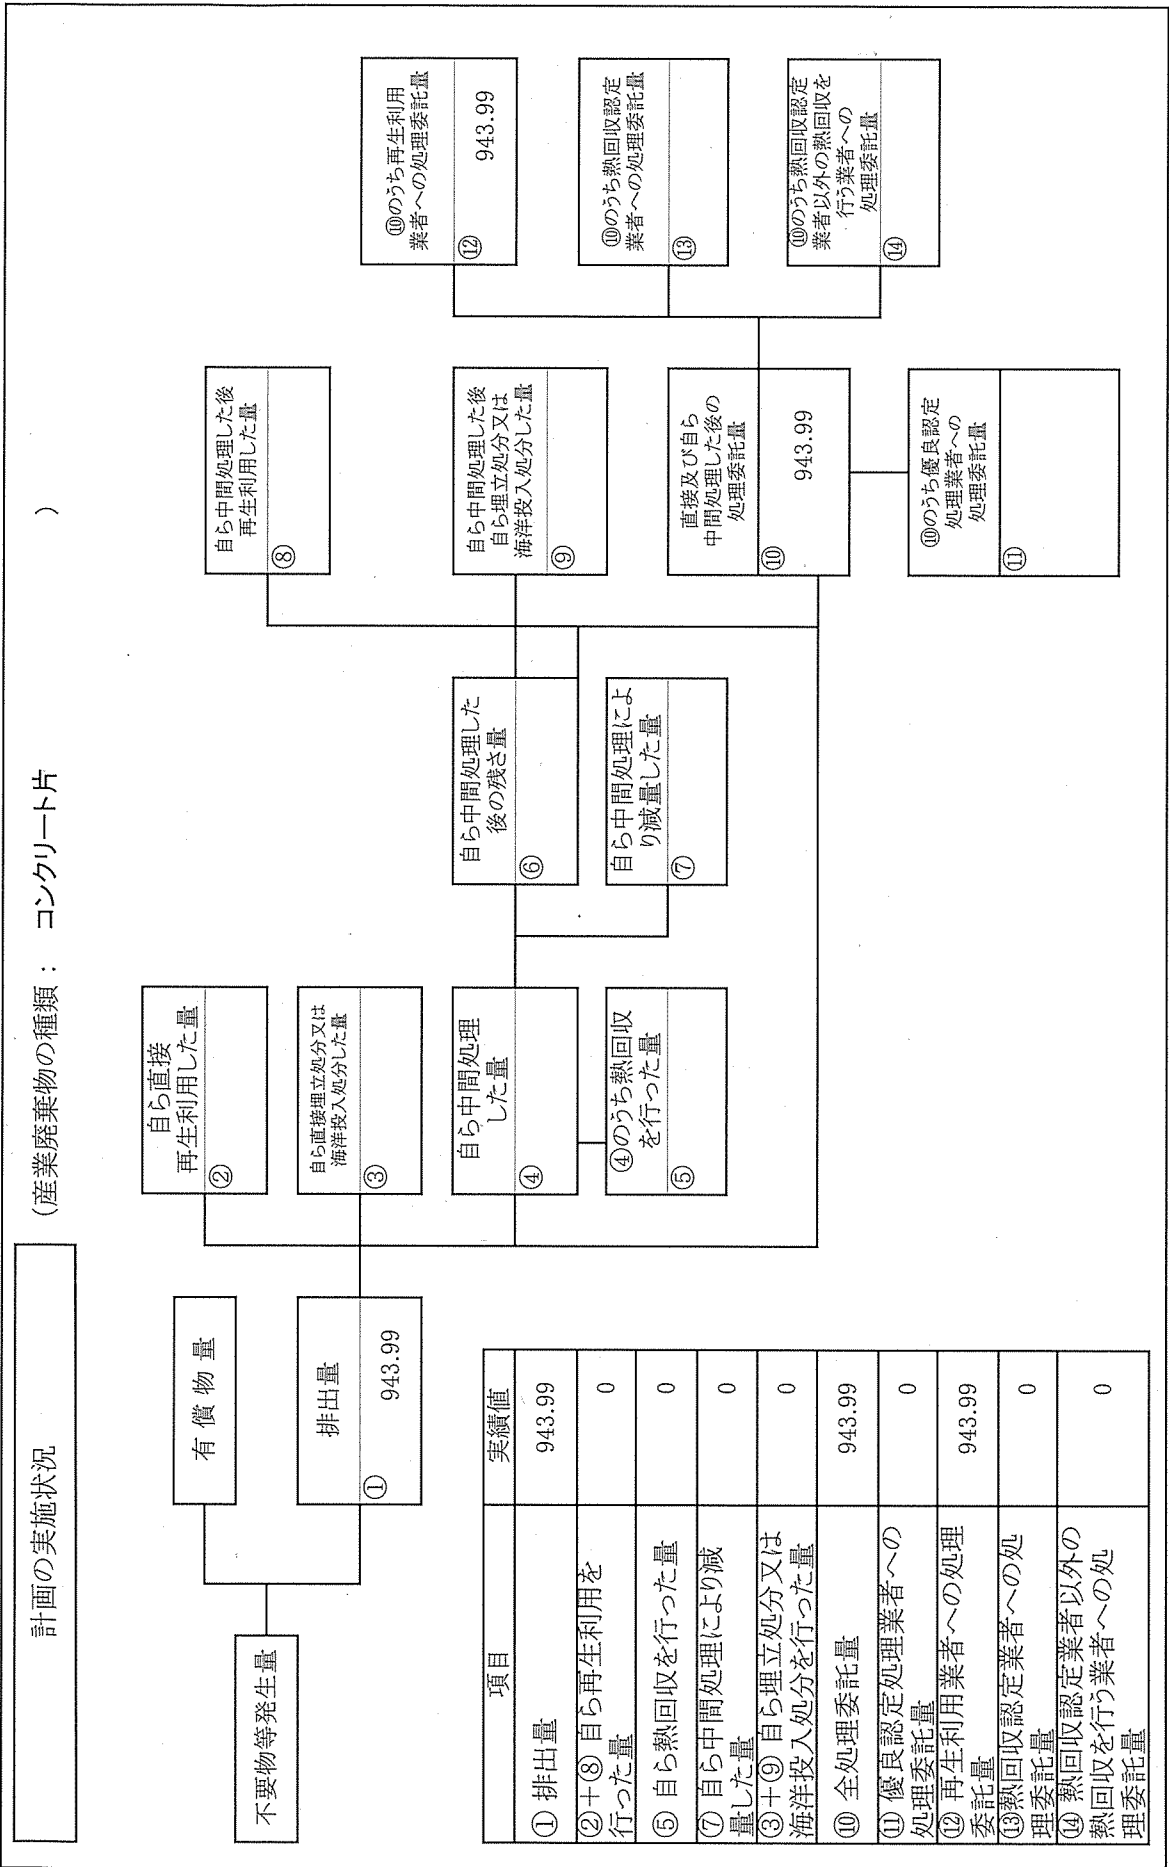 計画の実施状況
(産業廃棄物の種類： コンクリート片 )
不要物等発生量
有 償 物 量
排出量
①
943.99
自ら直接
再生利用した量
②
自ら直接埋立処分又は
海洋投入処分した量
③
自ら中間処理
した量
④
④のうち熱回収
を行った量
⑤
自ら中間処理した
後の残さ量
⑥
自ら中間処理によ
り減量した量
⑦
自ら中間処理した後
再生利用した量
⑧
自ら中間処理した後
自ら埋立処分又は
海洋投入処分した量
⑨
直接及び自ら
中間処理した後の
処理委託量
⑩
943.99
⑩のうち優良認定
処理業者への
処理委託量
⑪
⑩のうち再生利用
業者への処理委託量
⑫
943.99
⑩のうち熱回収認定
業者への処理委託量
⑬
⑩のうち熱回収認定
業者以外の熱回収を
行う業者への
処理委託量
⑭
項目 実績値
① 排出量 943.99
②＋⑧ 自ら再生利用を
行った量 0
⑤ 自ら熱回収を行った量 0
⑦ 自ら中間処理により減
量した量 0
③＋⑨ 自ら埋立処分又は
海洋投入処分を行った量 0
⑩ 全処理委託量 943.99
⑪ 優良認定処理業者への
処理委託量 0
⑫ 再生利用業者への処理
委託量 943.99
⑬熱回収認定業者への処
理委託量 0
⑭ 熱回収認定業者以外の
熱回収を行う業者への処
理委託量 0